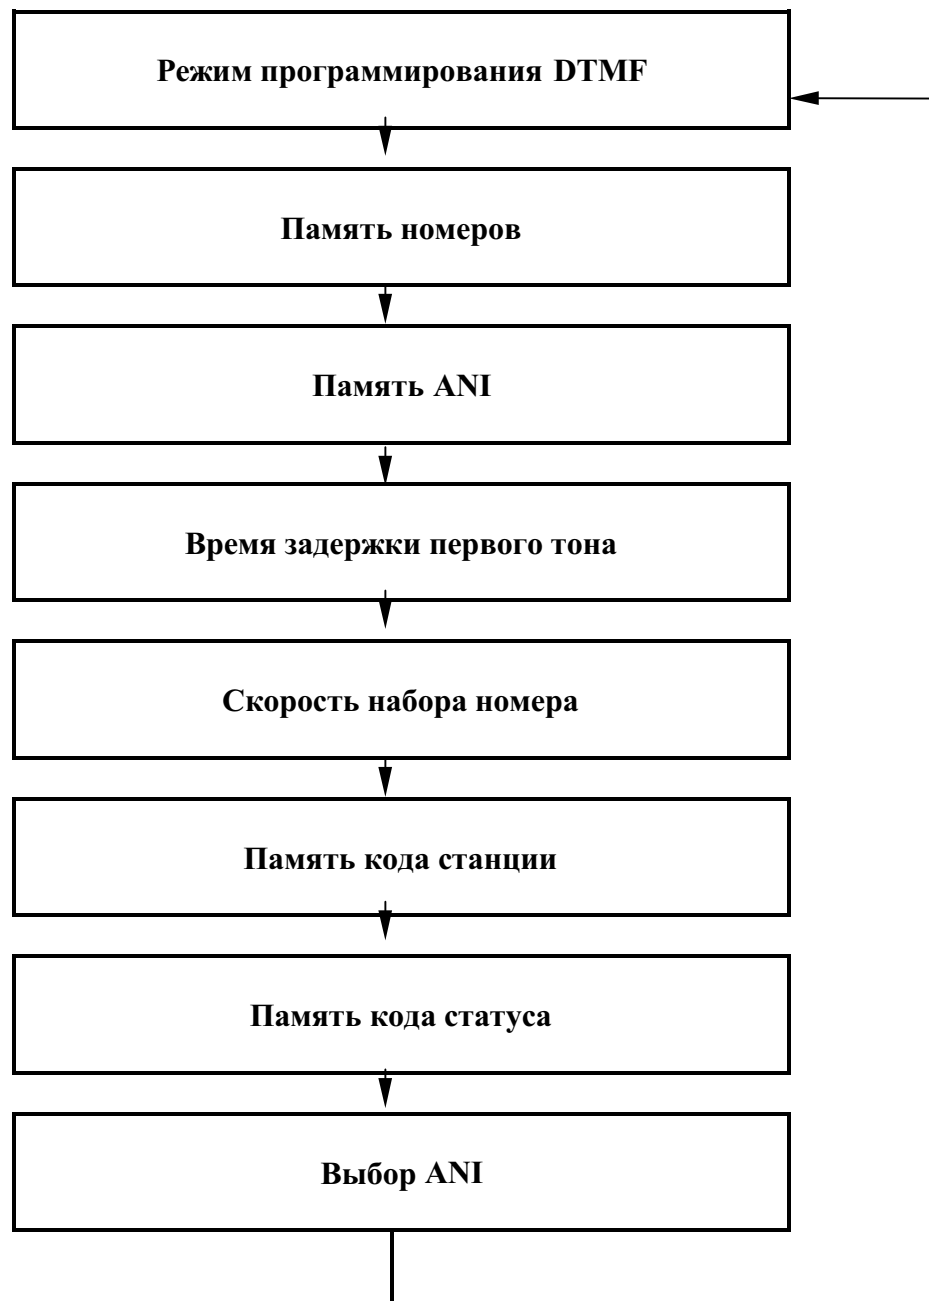 Режим программирования DTMF
Память номеров
Память ANI
Время задержки первого тона
Скорость набора номера
Память кода станции
Память кода статуса
Выбор ANI